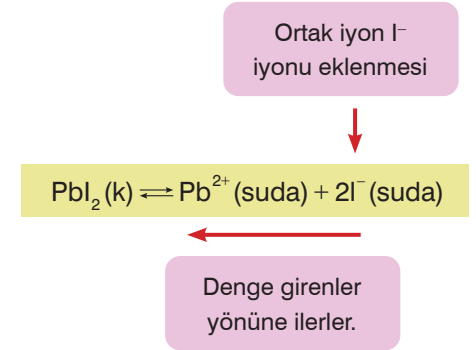 Ortak iyon I⁻
iyonu eklenmesi
PbI₂(k) ⇌ Pb²⁺(suda) + 2I⁻(suda)
Denge girenler
yönüne ilerler.